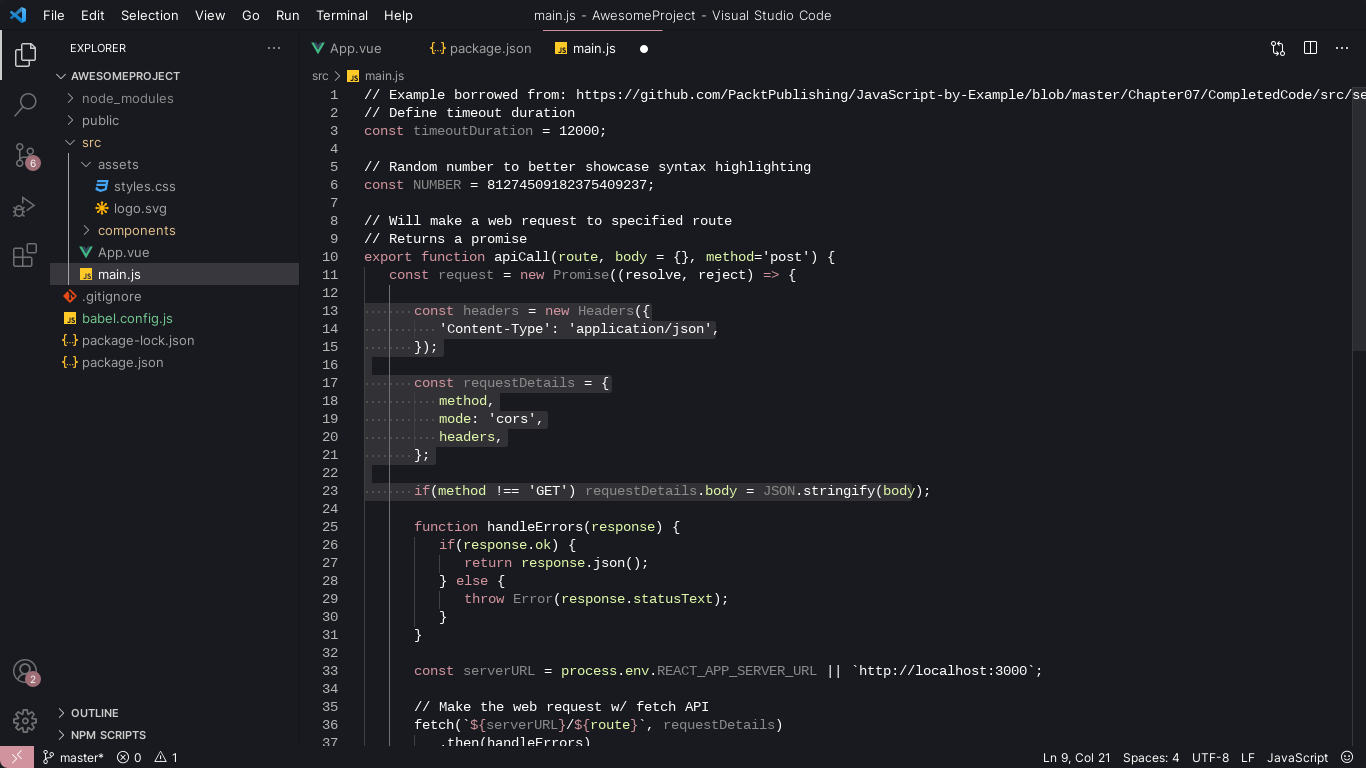 File Edit Selection View Go Run Terminal Help main.js - AwesomeProject - Visual Studio Code
EXPLORER
App.vue {..} package.json JS main.js
AWESOMEPROJECT
node_modules
public
src
assets
styles.css
logo.svg
components
App.vue
JS main.js
.gitignore
JS babel.config.js
{..} package-lock.json
{..} package.json
OUTLINE
NPM SCRIPTS
6
2
src > JS main.js
1 // Example borrowed from: https://github.com/PacktPublishing/JavaScript-by-Example/blob/master/Chapter07/CompletedCode/src/se
2 // Define timeout duration
3 const timeoutDuration = 12000;
4
5 // Random number to better showcase syntax highlighting
6 const NUMBER = 81274509182375409237;
7
8 // Will make a web request to specified route
9 // Returns a promise
10 export function apiCall(route, body = {}, method='post') {
11 const request = new Promise((resolve, reject) => {
12
13 const headers = new Headers({
14 'Content-Type': 'application/json',
15 });
16
17 const requestDetails = {
18 method,
19 mode: 'cors',
20 headers,
21 };
22
23 if(method !== 'GET') requestDetails.body = JSON.stringify(body);
24
25 function handleErrors(response) {
26 if(response.ok) {
27 return response.json();
28 } else {
29 throw Error(response.statusText);
30 }
31 }
32
33 const serverURL = process.env.REACT_APP_SERVER_URL || `http://localhost:3000`;
34
35 // Make the web request w/ fetch API
36 fetch(`${serverURL}/${route}`, requestDetails)
37 .then(handleErrors)
master* 0 1 Ln 9, Col 21 Spaces: 4 UTF-8 LF JavaScript